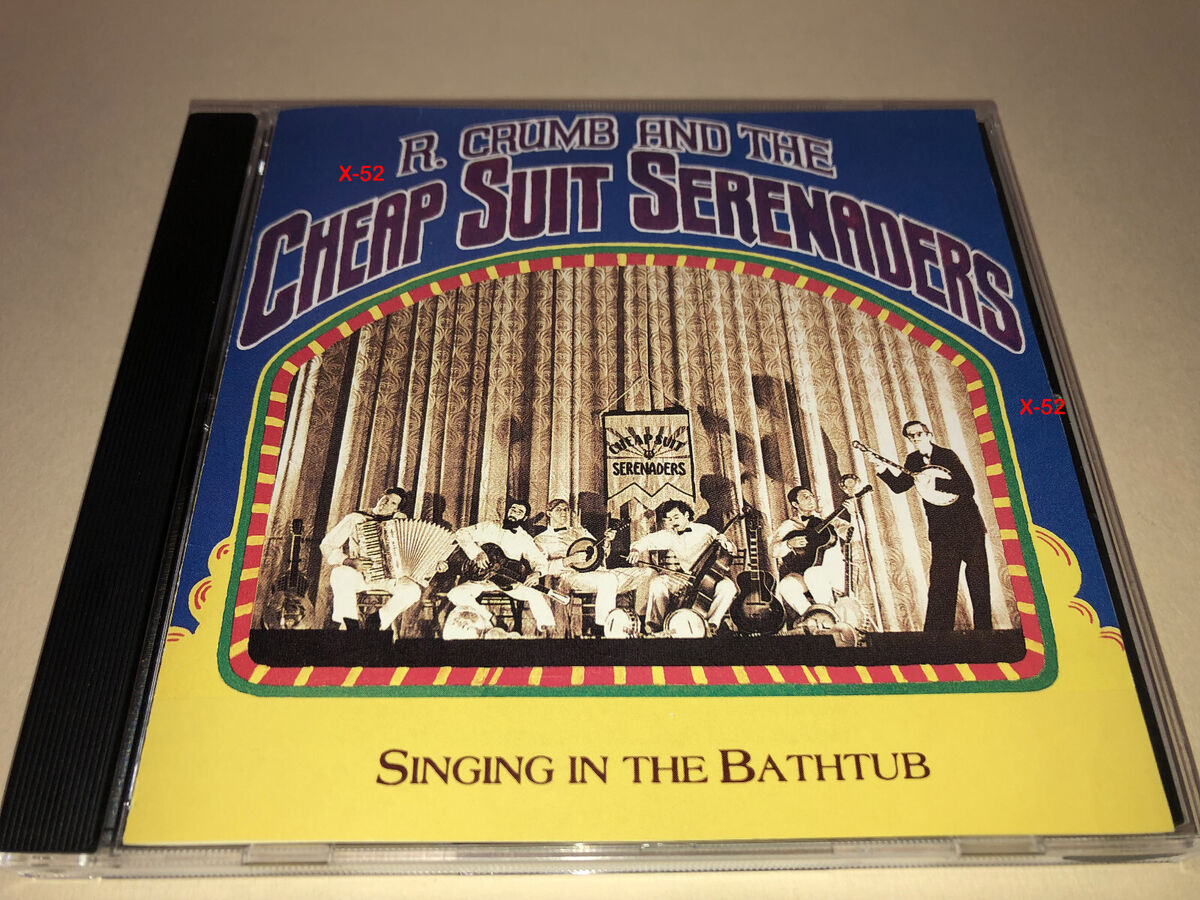 R. CRUMB AND THE
X-52
CHEAP SUIT SERENADERS
X-52
CHEAP SUIT
SERENADERS
SINGING IN THE BATHTUB